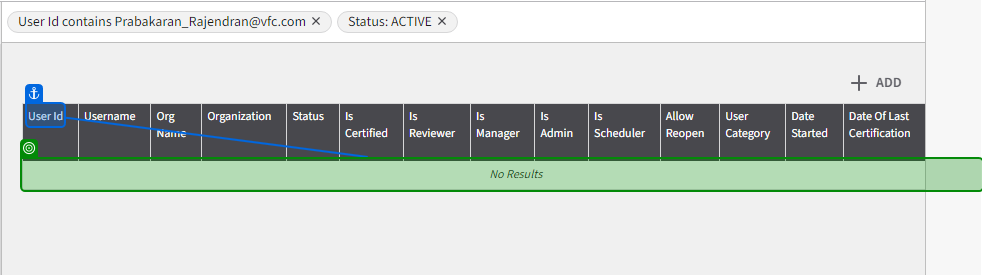 User Id contains Prabakaran_Rajendran@vfc.com ✕ Status: ACTIVE ✕
+ ADD
User Id Username Org Name Organization Status Is Certified Is Reviewer Is Manager Is Admin Is Scheduler Allow Reopen User Category Date Started Date Of Last Certification
No Results